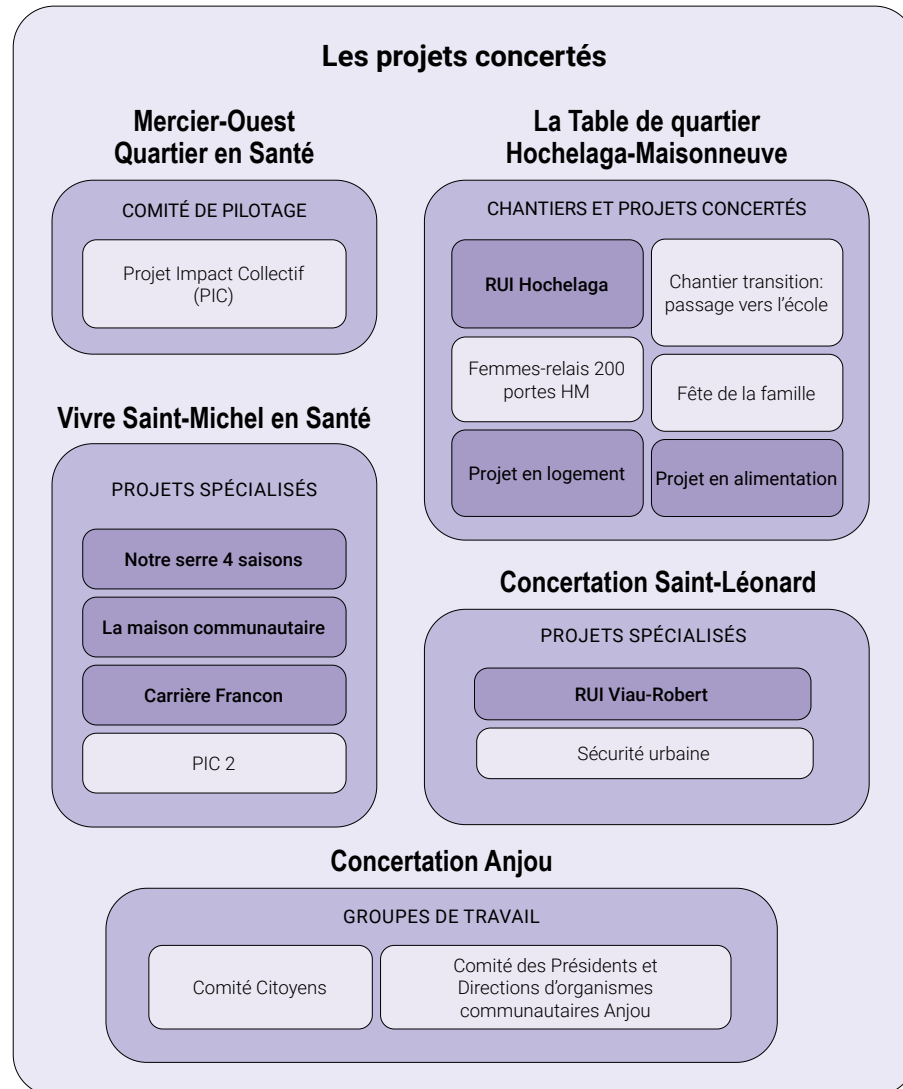 Les projets concertés
Mercier-Ouest
Quartier en Santé
COMITÉ DE PILOTAGE
Projet Impact Collectif
(PIC)
La Table de quartier
Hochelaga-Maisonneuve
CHANTIERS ET PROJETS CONCERTÉS
RUI Hochelaga
Chantier transition:
passage vers l'école
Femmes-relais 200
portes HM
Fête de la famille
Projet en logement
Projet en alimentation
Vivre Saint-Michel en Santé
PROJETS SPÉCIALISÉS
Notre serre 4 saisons
La maison communautaire
Carrière Francon
PIC 2
Concertation Saint-Léonard
PROJETS SPÉCIALISÉS
RUI Viau-Robert
Sécurité urbaine
Concertation Anjou
GROUPES DE TRAVAIL
Comité Citoyens
Comité des Présidents et
Directions d'organismes
communautaires Anjou